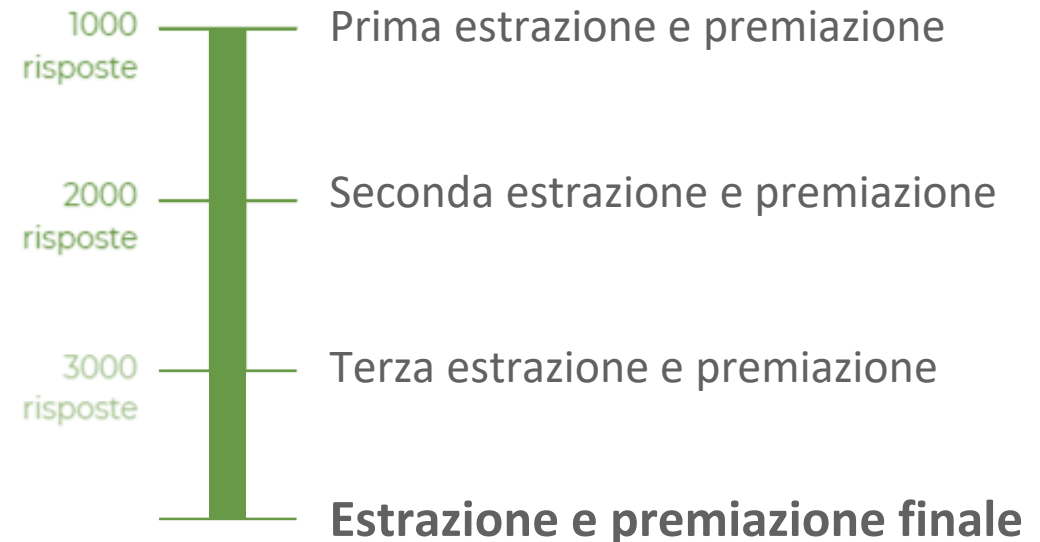 1000 Prima estrazione e premiazione
risposte
2000 Seconda estrazione e premiazione
risposte
3000 Terza estrazione e premiazione
risposte
Estrazione e premiazione finale